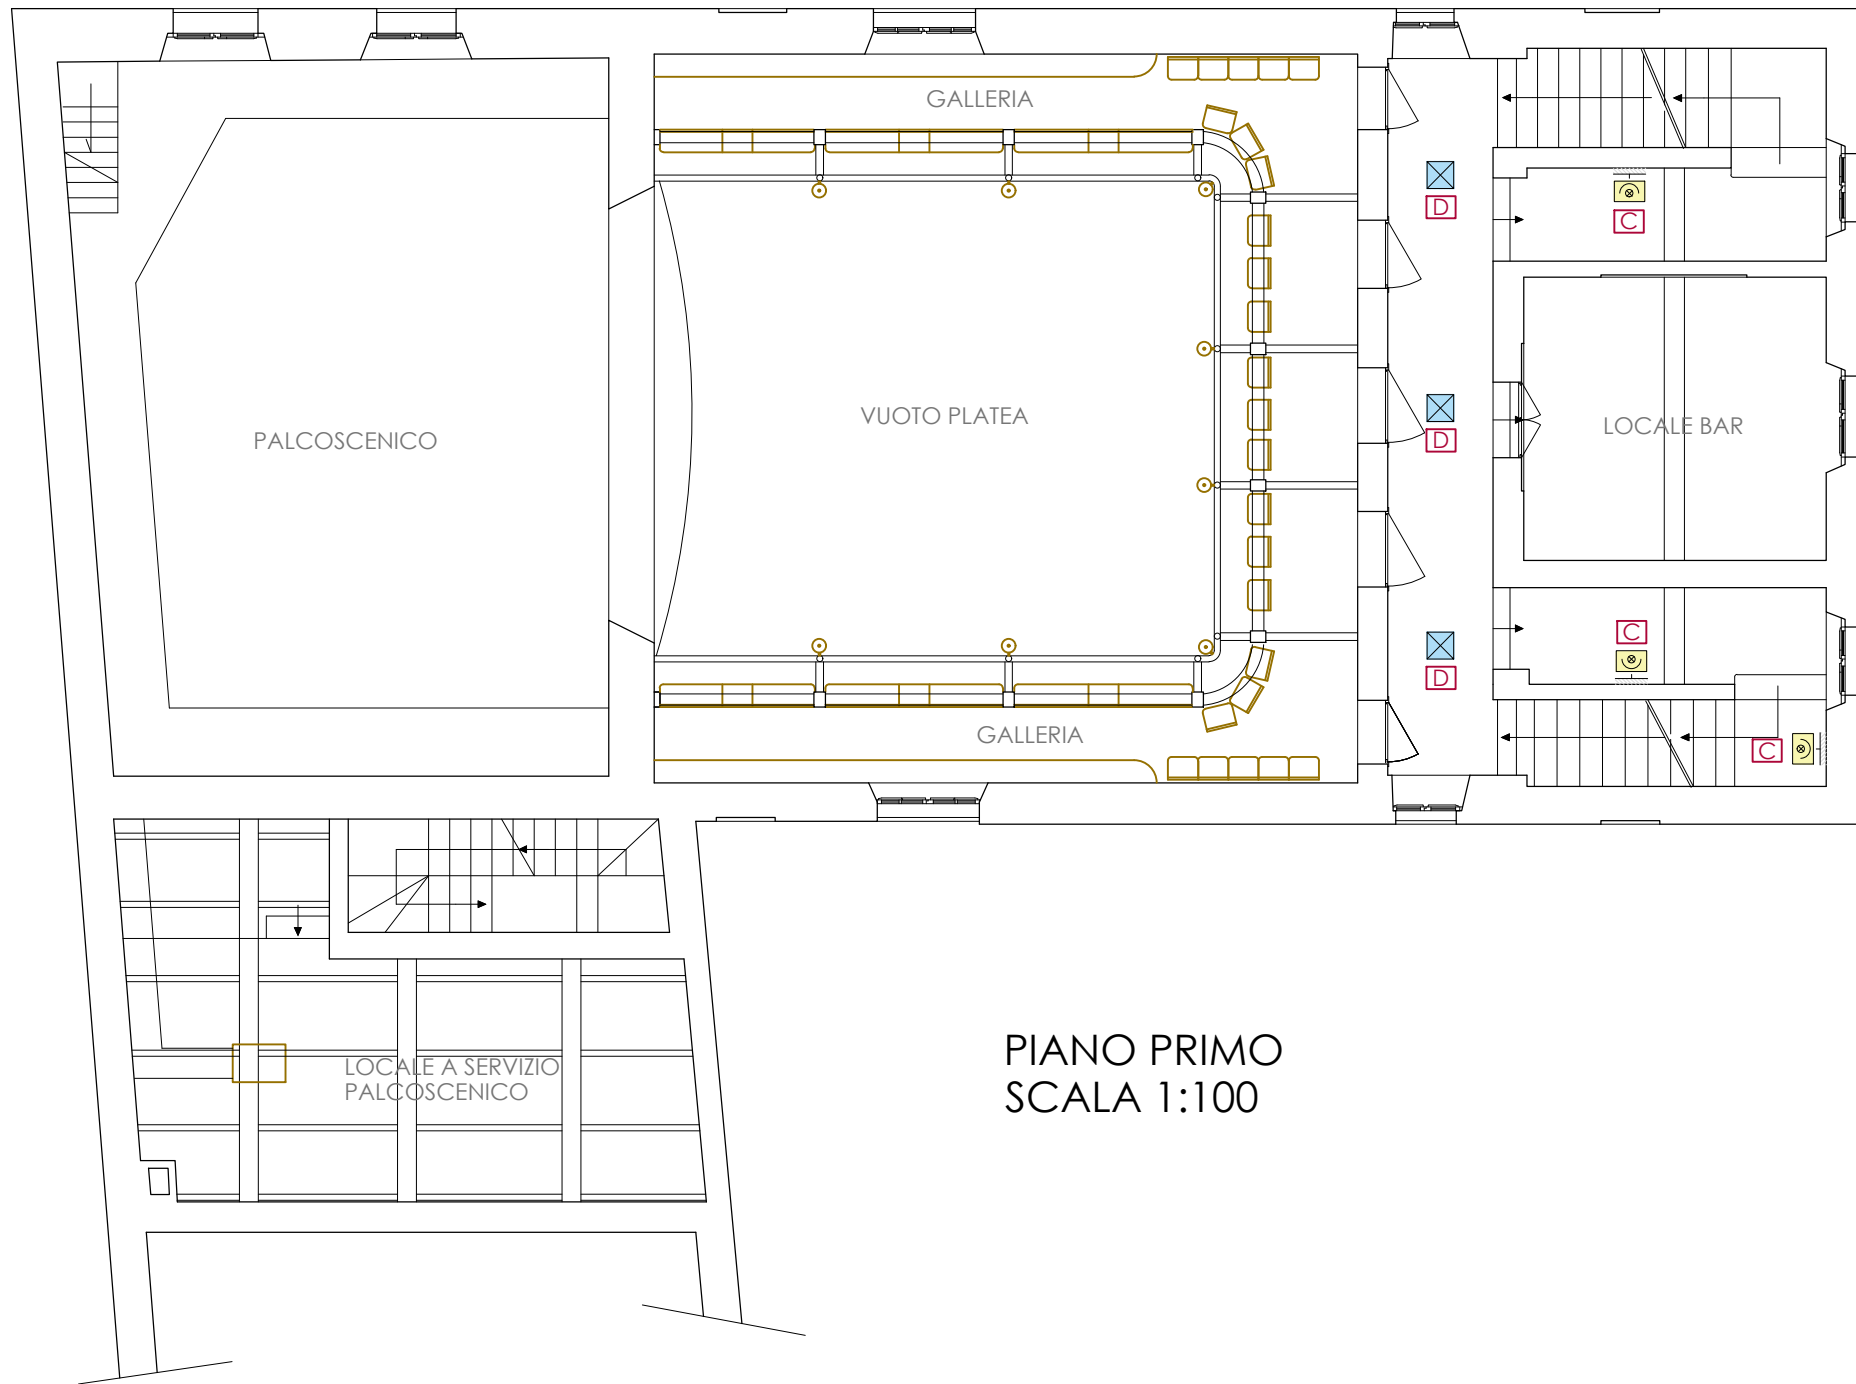 GALLERIA
D
C
PALCOSCENICO
VUOTO PLATEA
D
LOCALE BAR
C
D
GALLERIA
C
LOCALE A SERVIZIO
PALCOSCENICO
PIANO PRIMO
SCALA 1:100